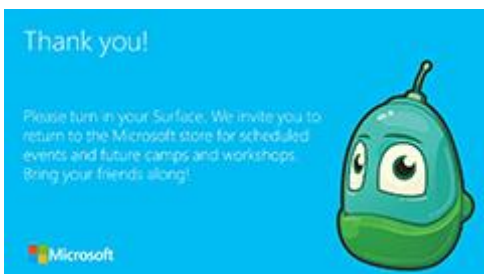 Thank you!
Please turn in your Surface. We invite you to
return to the Microsoft store for scheduled
events and future camps and workshops.
Bring your friends along!
Microsoft